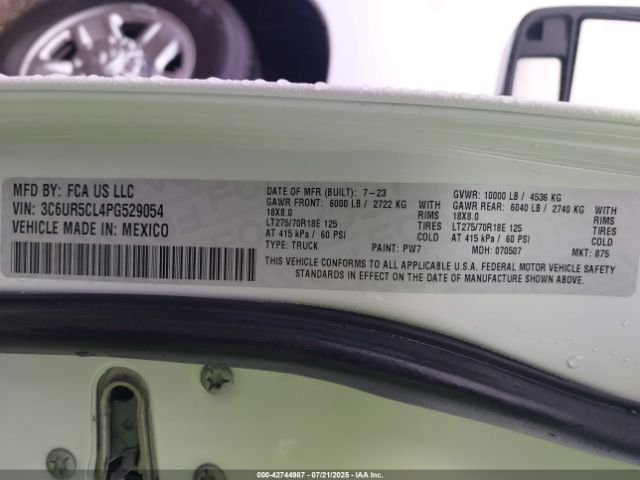 MFD BY: FCA US LLC
VIN: 3C6UR5CL4PG529054
VEHICLE MADE IN: MEXICO
DATE OF MFR (BUILT): 7-23
GAWR FRONT: 6000 LB / 2722 KG
18X8.0 RIMS
LT275/70R18E 125 TIRES
AT 415 kPa / 60 PSI COLD
TYPE: TRUCK PAINT: PW7
GVWR: 10000 LB / 4536 KG
GAWR REAR: 6040 LB / 2740 KG
18X8.0 RIMS
LT275/70R18E 125 TIRES
AT 415 kPa / 60 PSI COLD
MDH: 070507 MKT: 875
THIS VEHICLE CONFORMS TO ALL APPLICABLE U.S.A. FEDERAL MOTOR VEHICLE SAFETY
STANDARDS IN EFFECT ON THE DATE OF MANUFACTURE SHOWN ABOVE.
000-42744987 07/21/2025 - IAA, Inc.